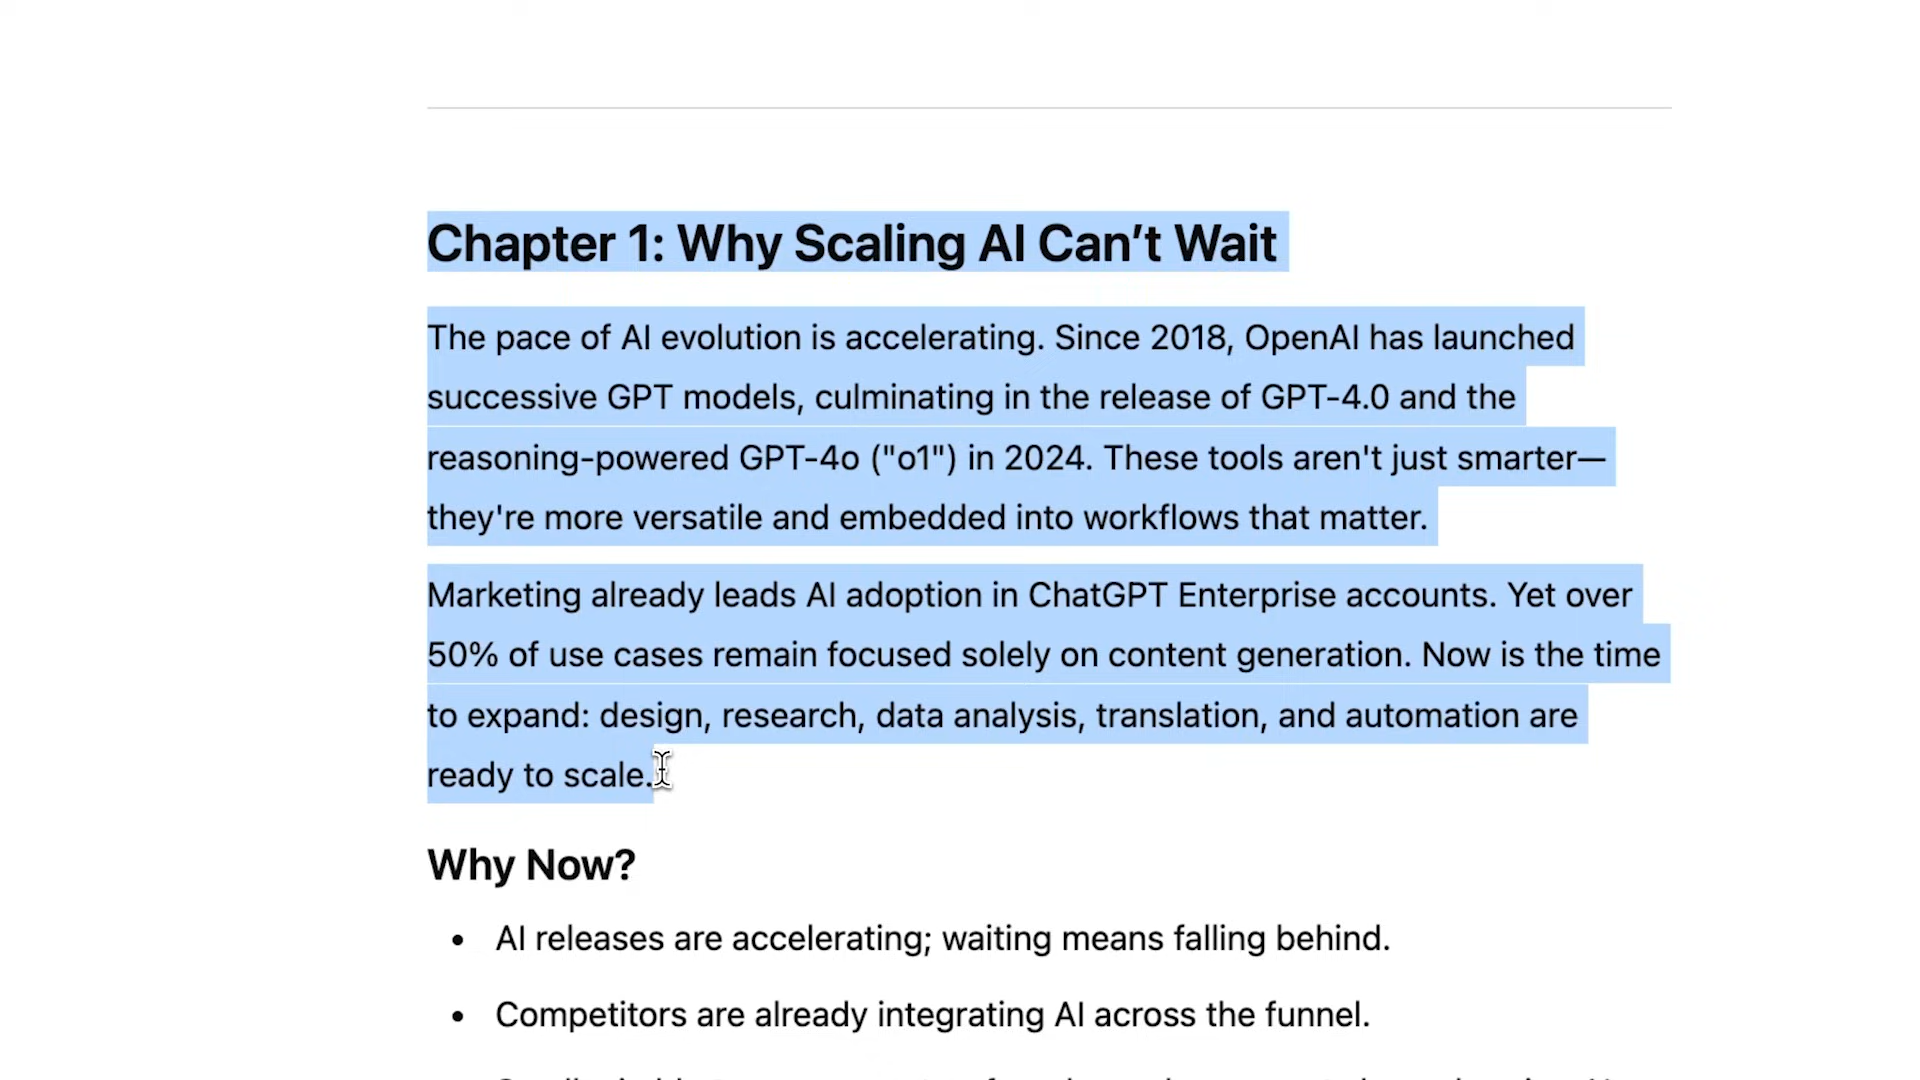 Chapter 1: Why Scaling AI Can’t Wait
The pace of AI evolution is accelerating. Since 2018, OpenAI has launched
successive GPT models, culminating in the release of GPT-4.0 and the
reasoning-powered GPT-4o ("o1") in 2024. These tools aren't just smarter—
they're more versatile and embedded into workflows that matter.
Marketing already leads AI adoption in ChatGPT Enterprise accounts. Yet over
50% of use cases remain focused solely on content generation. Now is the time
to expand: design, research, data analysis, translation, and automation are
ready to scale.
Why Now?
• AI releases are accelerating; waiting means falling behind.
• Competitors are already integrating AI across the funnel.